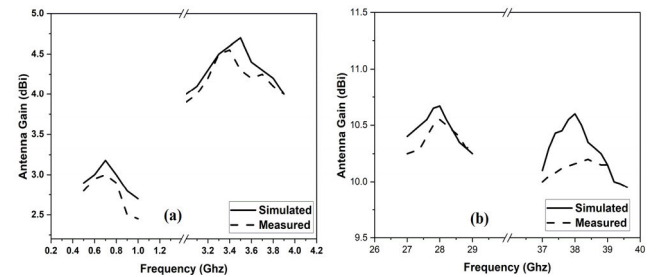 Antenna Gain (dBi)
5.0
4.5
4.0
3.5
3.0
2.5
(a)
Simulated
Measured
0.2 0.4 0.6 0.8 1.0 1.2 3.2 3.4 3.6 3.8 4.0 4.2
Frequency (Ghz)
Antenna Gain (dBi)
11.5
11.0
10.5
10.0
9.5
(b)
Simulated
Measured
26 27 28 29 37 38 39 40
Frequency (Ghz)